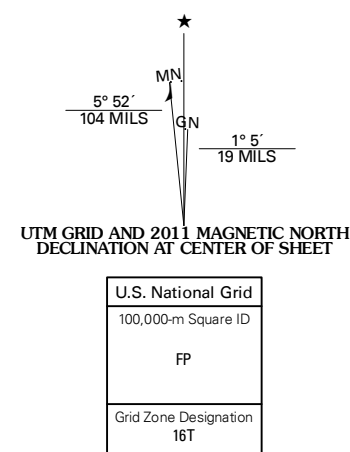 ★
MN.
5° 52´
104 MILS
GN
1° 5´
19 MILS
UTM GRID AND 2011 MAGNETIC NORTH
DECLINATION AT CENTER OF SHEET
U.S. National Grid
100,000-m Square ID
FP
Grid Zone Designation
16T